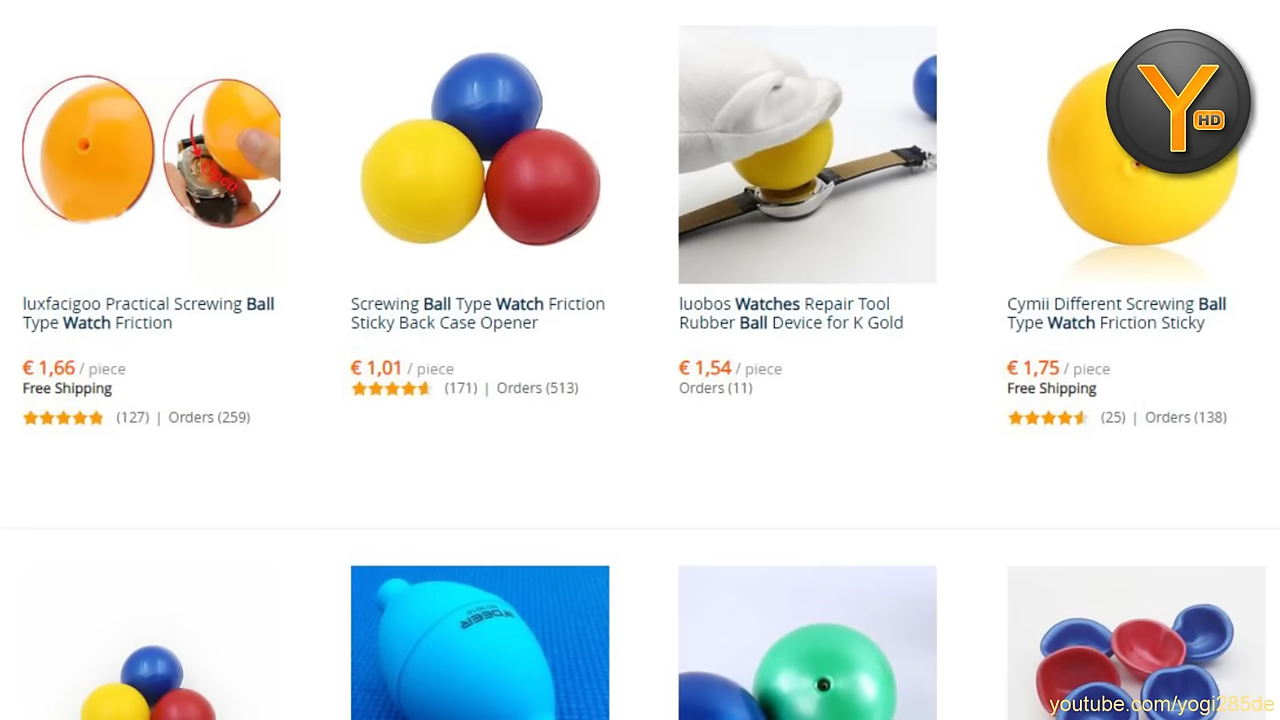 Y
HD
luxfacigoo Practical Screwing Ball
Type Watch Friction
€ 1,66 / piece
Free Shipping
(127) | Orders (259)
Screwing Ball Type Watch Friction
Sticky Back Case Opener
€ 1,01 / piece
(171) | Orders (513)
luobos Watches Repair Tool
Rubber Ball Device for K Gold
€ 1,54 / piece
Orders (11)
Cymii Different Screwing Ball
Type Watch Friction Sticky
€ 1,75 / piece
Free Shipping
(25) | Orders (138)
youtube.com/yogi285de